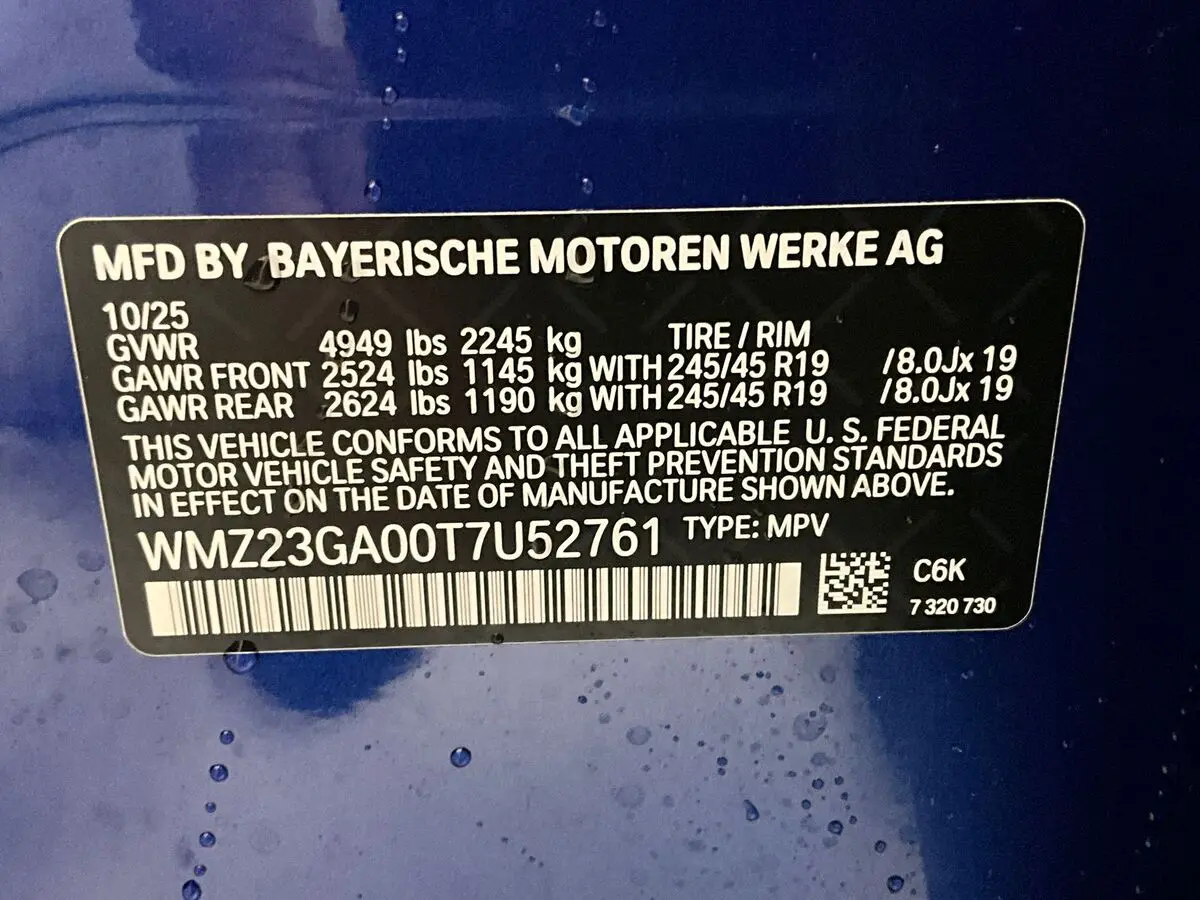 MFD BY BAYERISCHE MOTOREN WERKE AG
10/25
TIRE / RIM
GVWR 4949 lbs 2245 kg
GAWR FRONT 2524 lbs 1145 kg WITH 245/45 R19 /8.0Jx 19
GAWR REAR 2624 lbs 1190 kg WITH 245/45 R19 /8.0Jx 19
THIS VEHICLE CONFORMS TO ALL APPLICABLE U. S. FEDERAL
MOTOR VEHICLE SAFETY AND THEFT PREVENTION STANDARDS
IN EFFECT ON THE DATE OF MANUFACTURE SHOWN ABOVE.
WMZ23GA00T7U52761 TYPE: MPV
C6K
7 320 730